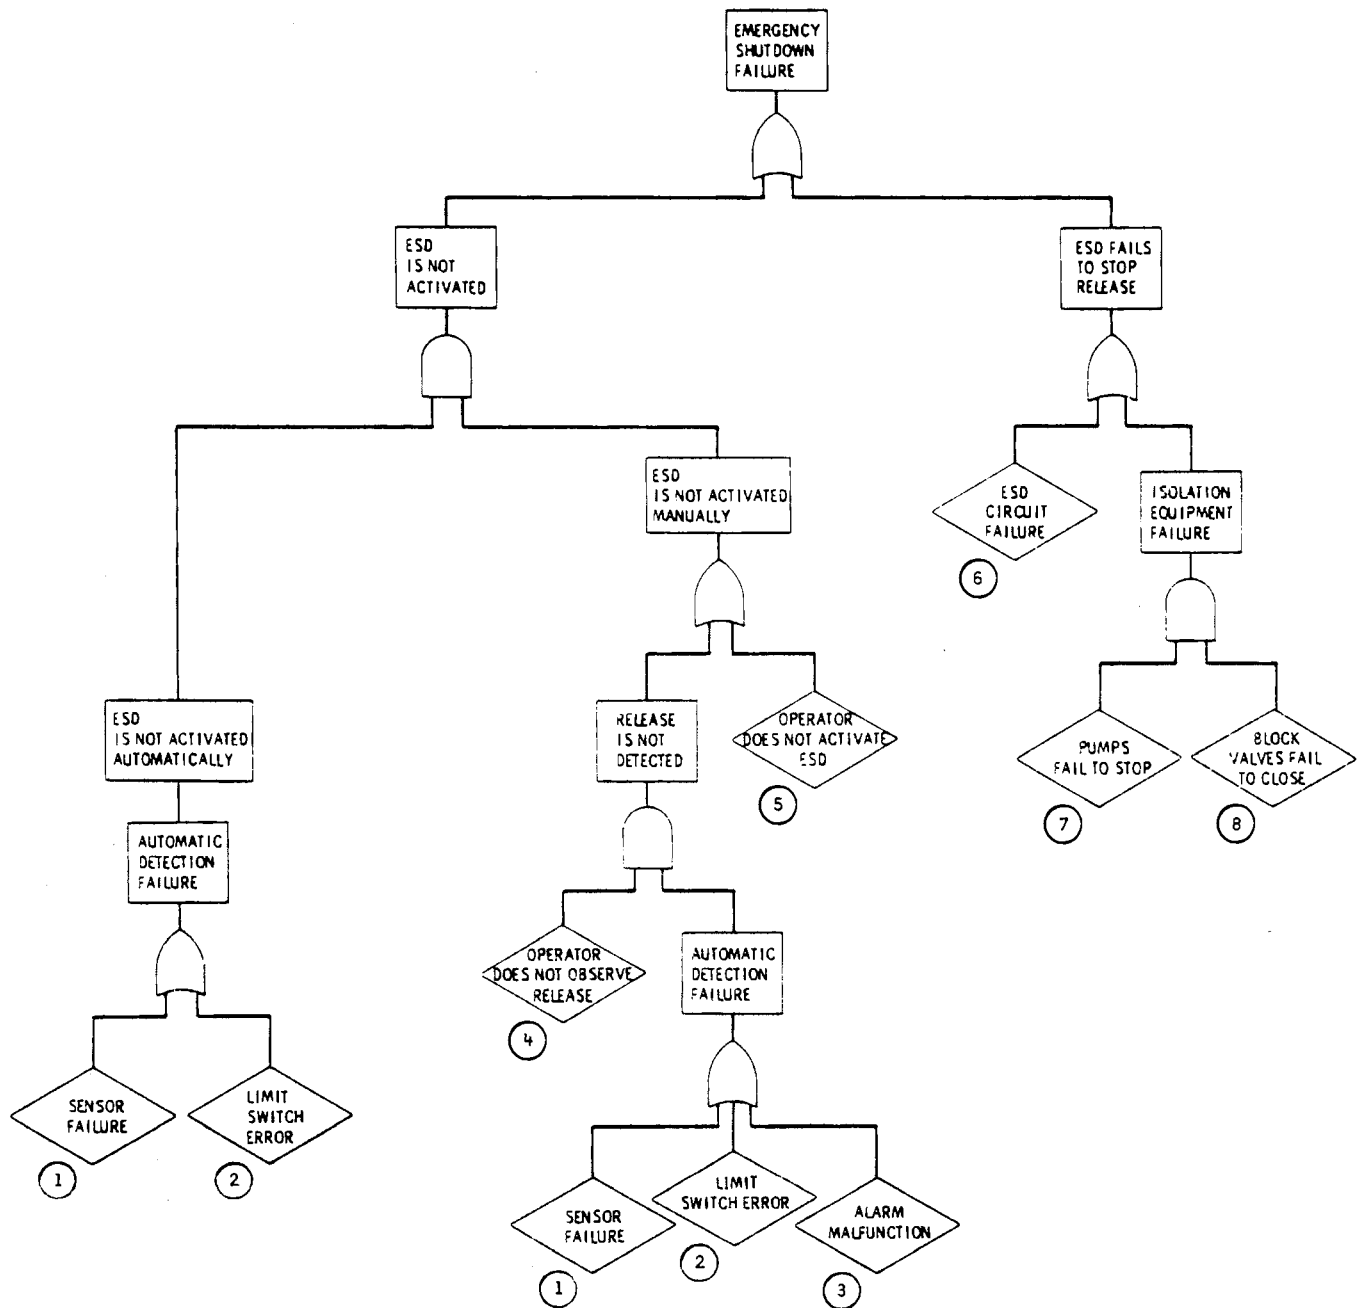 EMERGENCY
SHUTDOWN
FAILURE
ESD
IS NOT
ACTIVATED
ESD FAILS
TO STOP
RELEASE
ESD
IS NOT ACTIVATED
MANUALLY
ESD
CIRCUIT
FAILURE
6
ISOLATION
EQUIPMENT
FAILURE
ESD
IS NOT ACTIVATED
AUTOMATICALLY
RELEASE
IS NOT
DETECTED
OPERATOR
DOES NOT ACTIVATE
ESD
5
PUMPS
FAIL TO STOP
7
BLOCK
VALVES FAIL
TO CLOSE
8
AUTOMATIC
DETECTION
FAILURE
OPERATOR
DOES NOT OBSERVE
RELEASE
4
AUTOMATIC
DETECTION
FAILURE
SENSOR
FAILURE
1
LIMIT
SWITCH
ERROR
2
SENSOR
FAILURE
1
LIMIT
SWITCH ERROR
2
ALARM
MALFUNCTION
3